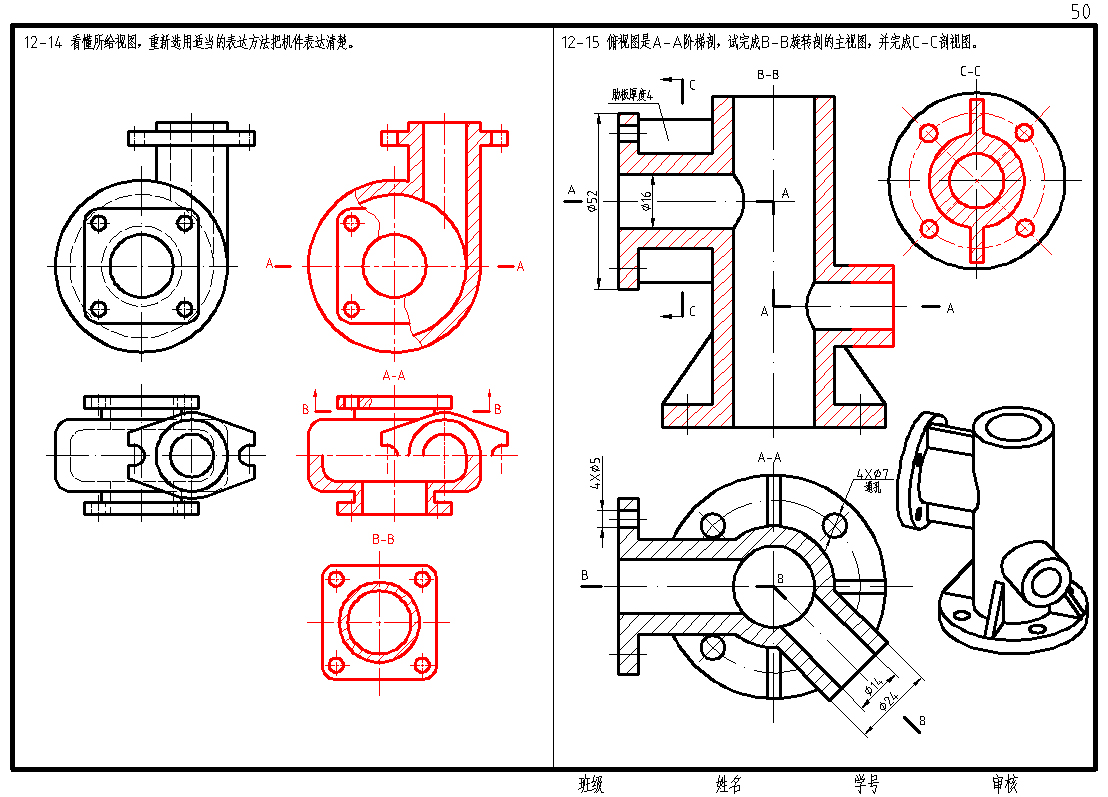 50
12-14 看懂所给视图，重新选用适当的表达方法把机件表达清楚。
A
A
A-A
B
B
B-B
12-15 俯视图是A-A阶梯剖，试完成B-B旋转剖的主视图，并完成C-C剖视图。
B-B
C-C
C
肋板厚度4
A
A
φ52
φ16
A
A
C
A-A
4Xφ5
4Xφ7
通孔
B
B
φ14
φ24
B
班级
姓名
学号
审核